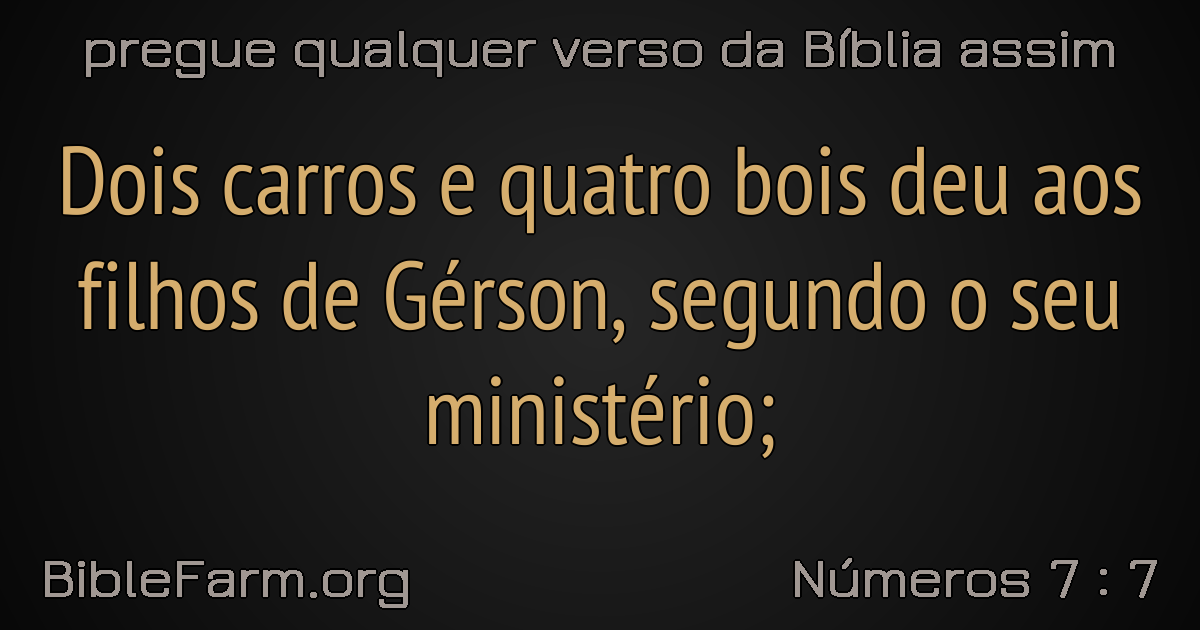 pregue qualquer verso da Bíblia assim
Dois carros e quatro bois deu aos
filhos de Gérson, segundo o seu
ministério;
BibleFarm.org
Números 7 : 7